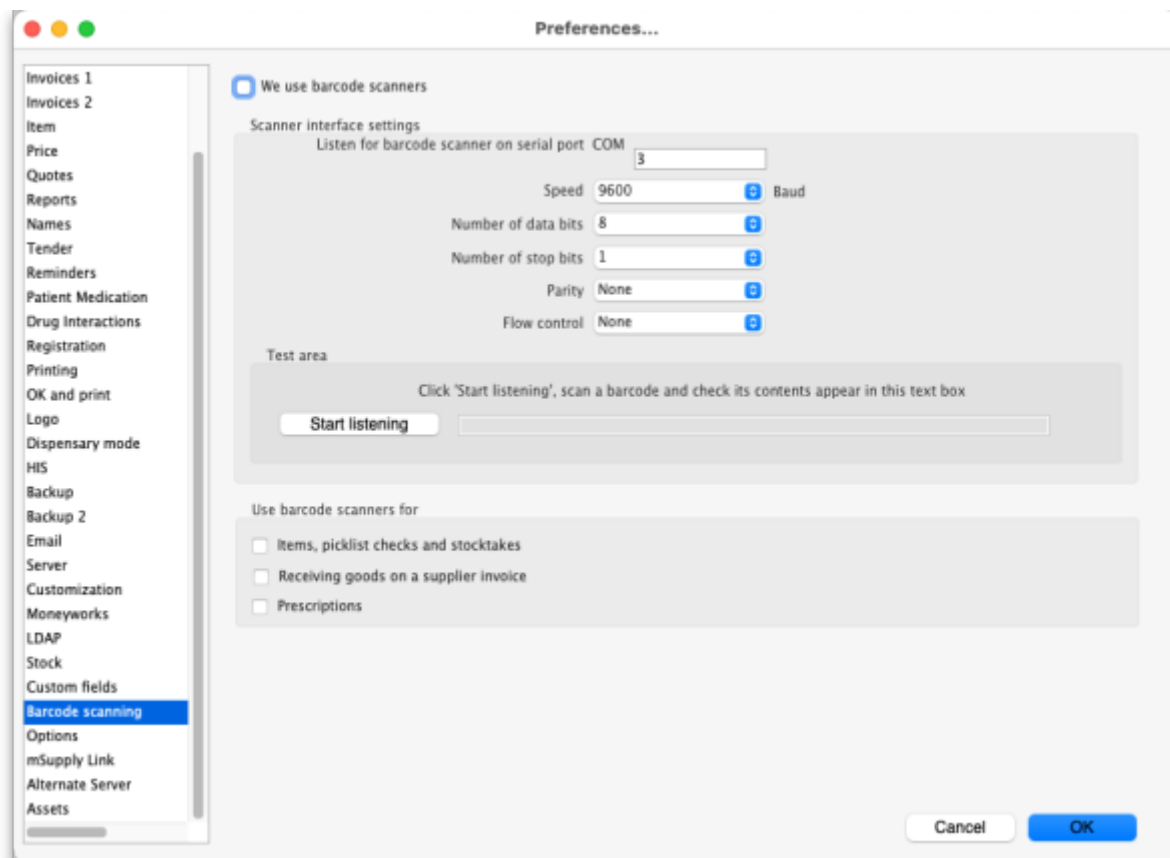 Preferences...
Invoices 1
Invoices 2
Item
Price
Quotes
Reports
Names
Tender
Reminders
Patient Medication
Drug Interactions
Registration
Printing
OK and print
Logo
Dispensary mode
HIS
Backup
Backup 2
Email
Server
Customization
Moneyworks
LDAP
Stock
Custom fields
Barcode scanning
Options
mSupply Link
Alternate Server
Assets
We use barcode scanners
Scanner interface settings
Listen for barcode scanner on serial port COM 3
Speed 9600 Baud
Number of data bits 8
Number of stop bits 1
Parity None
Flow control None
Test area
Click 'Start listening', scan a barcode and check its contents appear in this text box
Start listening
Use barcode scanners for
Items, picklist checks and stocktakes
Receiving goods on a supplier invoice
Prescriptions
Cancel OK